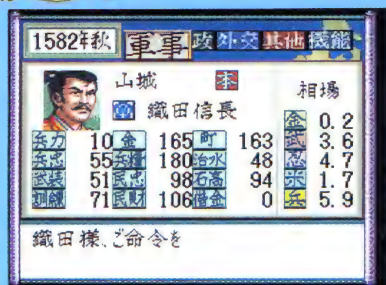 1582年秋 軍事 政 外交 其他 機能
山城 本 相場
織田信長 金 0.2
兵力 10 金 165 町 163 武 3.6
兵忠 55 兵糧 180 治水 48 忍 4.7
武装 51 民忠 98 石高 94 米 1.7
訓練 71 民財 106 借金 0 兵 5.9
織田様、ご命令を